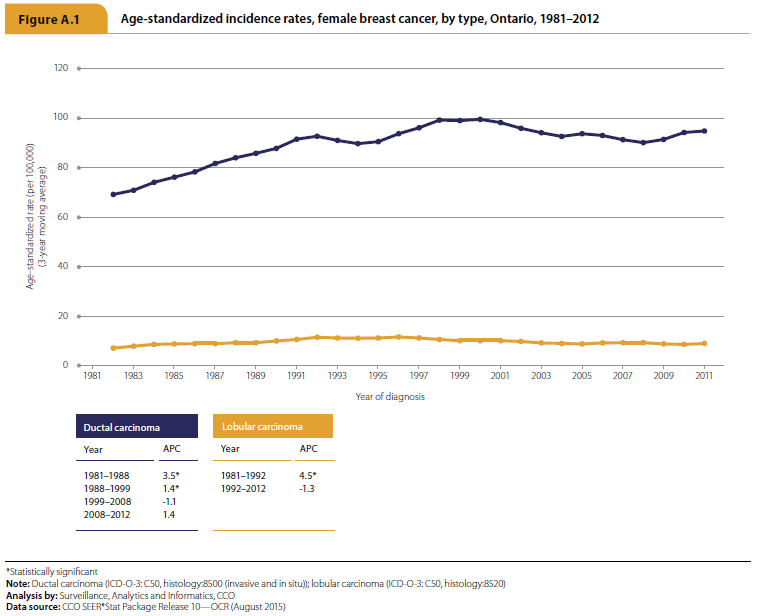 Figure A.1
Age-standardized incidence rates, female breast cancer, by type, Ontario, 1981–2012
Age-standardized rate (per 100,000)
(3-year moving average)
120
100
80
60
40
20
0
1981 1983 1985 1987 1989 1991 1993 1995 1997 1999 2001 2003 2005 2007 2009 2011
Year of diagnosis
Ductal carcinoma
Year APC
1981–1988 3.5*
1988–1999 1.4*
1999–2008 -1.1
2008–2012 1.4
Lobular carcinoma
Year APC
1981–1992 4.5*
1992–2012 -1.3
*Statistically significant
Note: Ductal carcinoma (ICD-O-3: C50, histology:8500 (invasive and in situ)); lobular carcinoma (ICD-O-3: C50, histology:8520)
Analysis by: Surveillance, Analytics and Informatics, CCO
Data source: CCO SEER*Stat Package Release 10—OCR (August 2015)